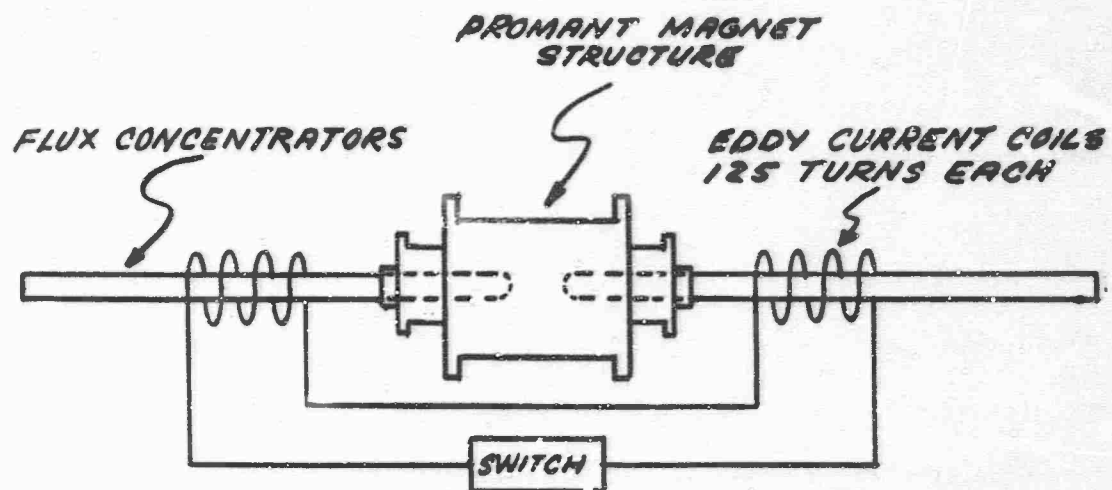 PROMANT MAGNET
STRUCTURE
FLUX CONCENTRATORS
EDDY CURRENT COILS
125 TURNS EACH
SWITCH